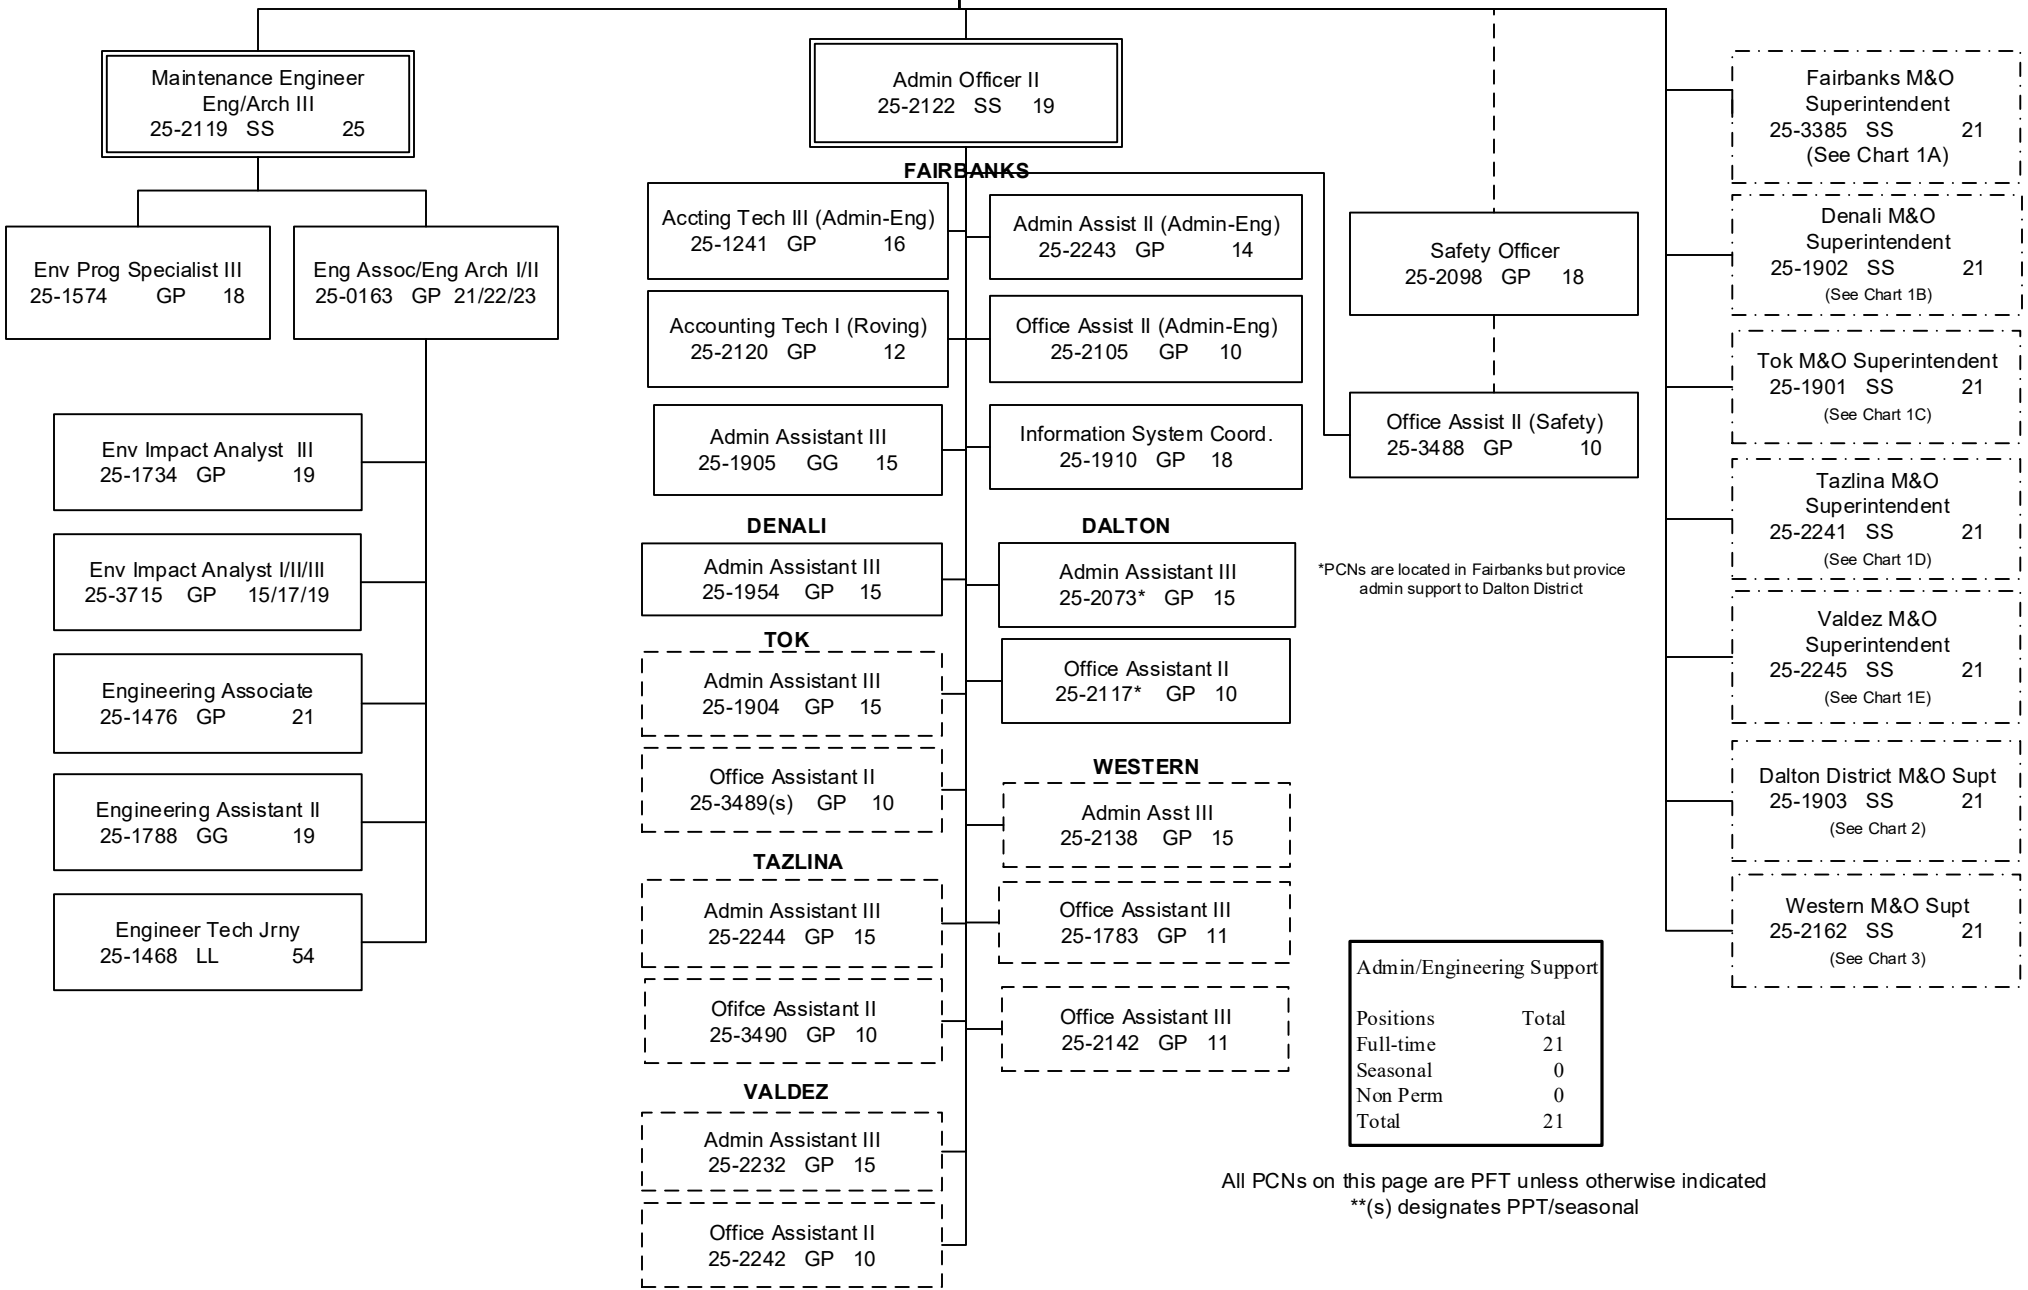 Maintenance Engineer
Eng/Arch III
25-2119 SS 25
Env Prog Specialist III
25-1574 GP 18
Eng Assoc/Eng Arch I/II
25-0163 GP 21/22/23
Env Impact Analyst III
25-1734 GP 19
Env Impact Analyst I/II/III
25-3715 GP 15/17/19
Engineering Associate
25-1476 GP 21
Engineering Assistant II
25-1788 GG 19
Engineer Tech Jrny
25-1468 LL 54
Admin Officer II
25-2122 SS 19
FAIRBANKS
Accting Tech III (Admin-Eng)
25-1241 GP 16
Admin Assist II (Admin-Eng)
25-2243 GP 14
Accounting Tech I (Roving)
25-2120 GP 12
Office Assist II (Admin-Eng)
25-2105 GP 10
Admin Assistant III
25-1905 GG 15
Information System Coord.
25-1910 GP 18
DENALI
Admin Assistant III
25-1954 GP 15
TOK
Admin Assistant III
25-1904 GP 15
Office Assistant II
25-3489(s) GP 10
TAZLINA
Admin Assistant III
25-2244 GP 15
Ofifce Assistant II
25-3490 GP 10
VALDEZ
Admin Assistant III
25-2232 GP 15
Office Assistant II
25-2242 GP 10
DALTON
Admin Assistant III
25-2073* GP 15
Office Assistant II
25-2117* GP 10
*PCNs are located in Fairbanks but provice
admin support to Dalton District
WESTERN
Admin Asst III
25-2138 GP 15
Office Assistant III
25-1783 GP 11
Office Assistant III
25-2142 GP 11
Safety Officer
25-2098 GP 18
Office Assist II (Safety)
25-3488 GP 10
Fairbanks M&O
Superintendent
25-3385 SS 21
(See Chart 1A)
Denali M&O
Superintendent
25-1902 SS 21
(See Chart 1B)
Tok M&O Superintendent
25-1901 SS 21
(See Chart 1C)
Tazlina M&O
Superintendent
25-2241 SS 21
(See Chart 1D)
Valdez M&O
Superintendent
25-2245 SS 21
(See Chart 1E)
Dalton District M&O Supt
25-1903 SS 21
(See Chart 2)
Western M&O Supt
25-2162 SS 21
(See Chart 3)
Admin/Engineering Support
Positions Total
Full-time 21
Seasonal 0
Non Perm 0
Total 21
All PCNs on this page are PFT unless otherwise indicated
**(s) designates PPT/seasonal